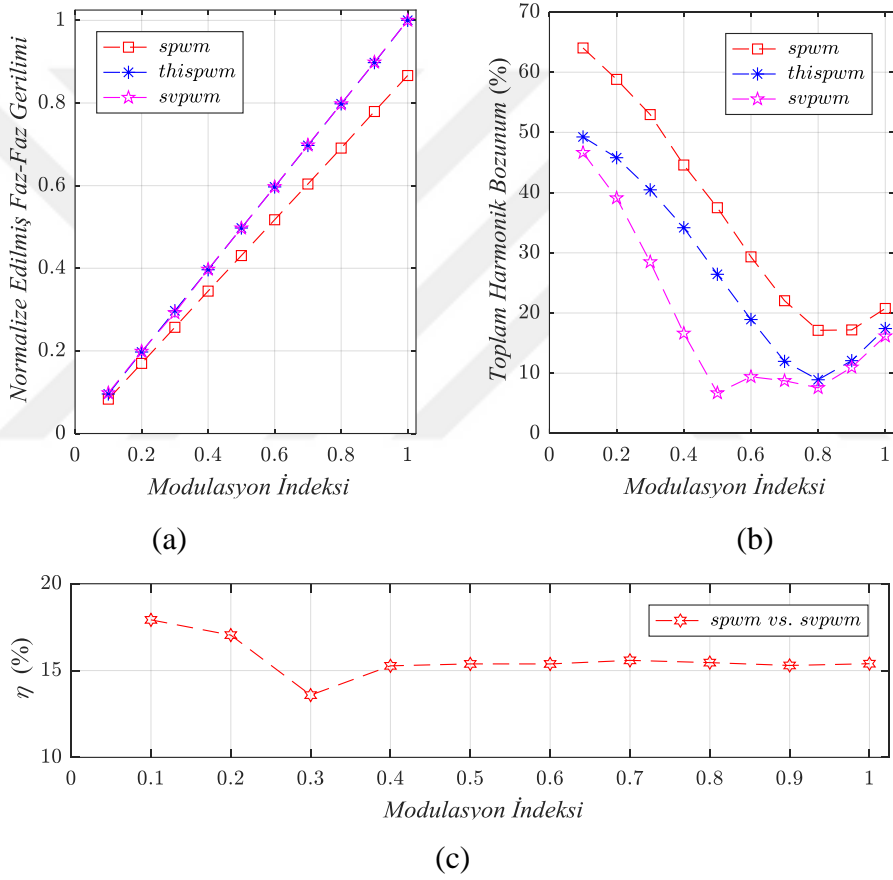 Normalize Edilmiş Faz-Faz Gerilimi
1
0.8
0.6
0.4
0.2
0
spwm
thispwm
svpwm
0 0.2 0.4 0.6 0.8 1
Modulasyon İndeksi
(a)
Toplam Harmonik Bozunum (%)
70
60
50
40
30
20
10
0
spwm
thispwm
svpwm
0 0.2 0.4 0.6 0.8 1
Modulasyon İndeksi
(b)
η (%)
20
15
10
spwm vs. svpwm
0 0.1 0.2 0.3 0.4 0.5 0.6 0.7 0.8 0.9 1
Modulasyon İndeksi
(c)